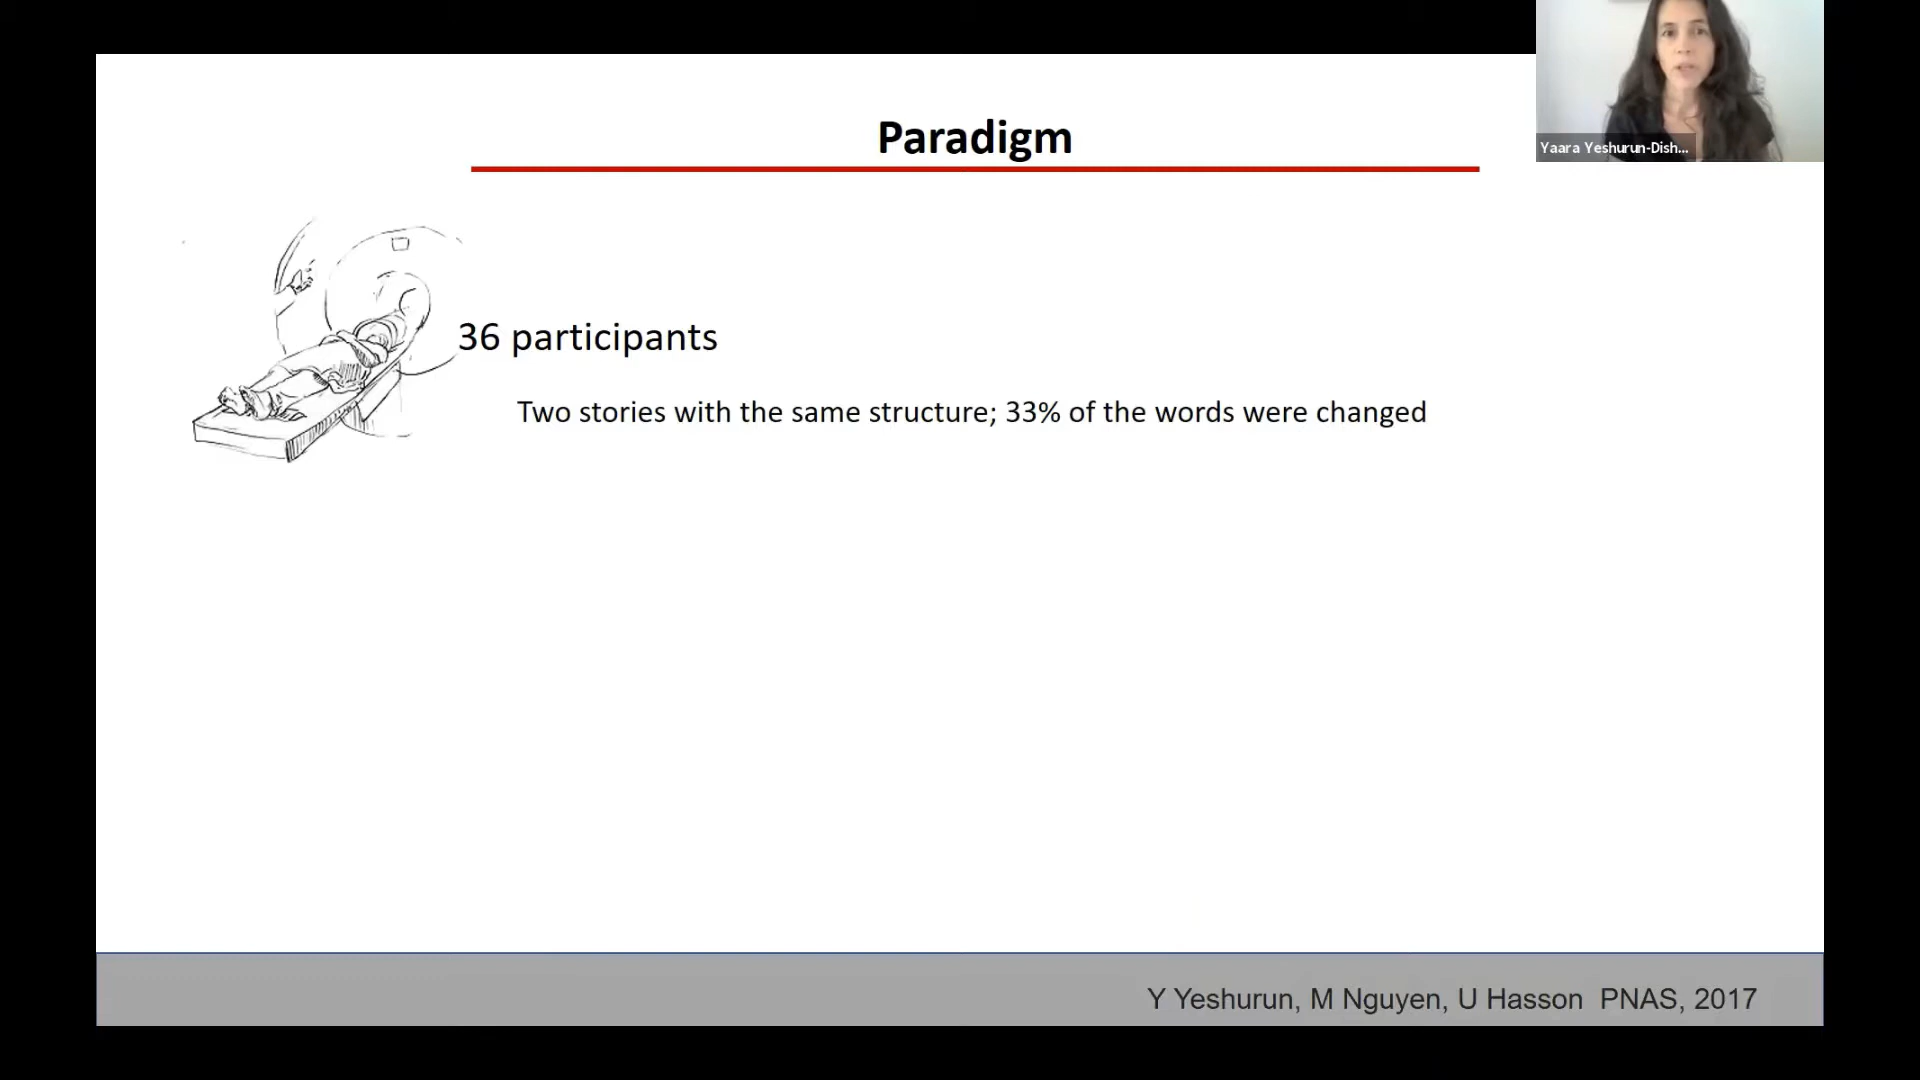 Paradigm
Yaara Yeshurun-Dish...
36 participants
Two stories with the same structure; 33% of the words were changed
Y Yeshurun, M Nguyen, U Hasson PNAS, 2017